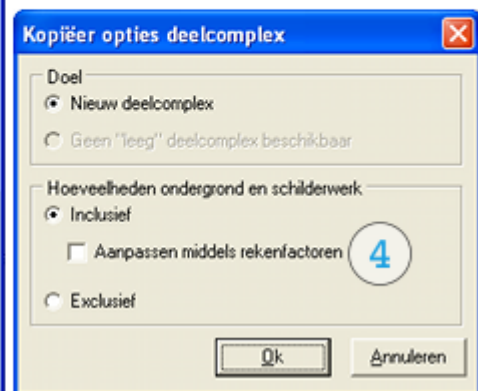 Kopiëer opties deelcomplex
Doel
Nieuw deelcomplex
Geen "leeg" deelcomplex beschikbaar
Hoeveelheden ondergrond en schilderwerk
Inclusief
Aanpassen middels rekenfactoren 4
Exclusief
Ok Annuleren